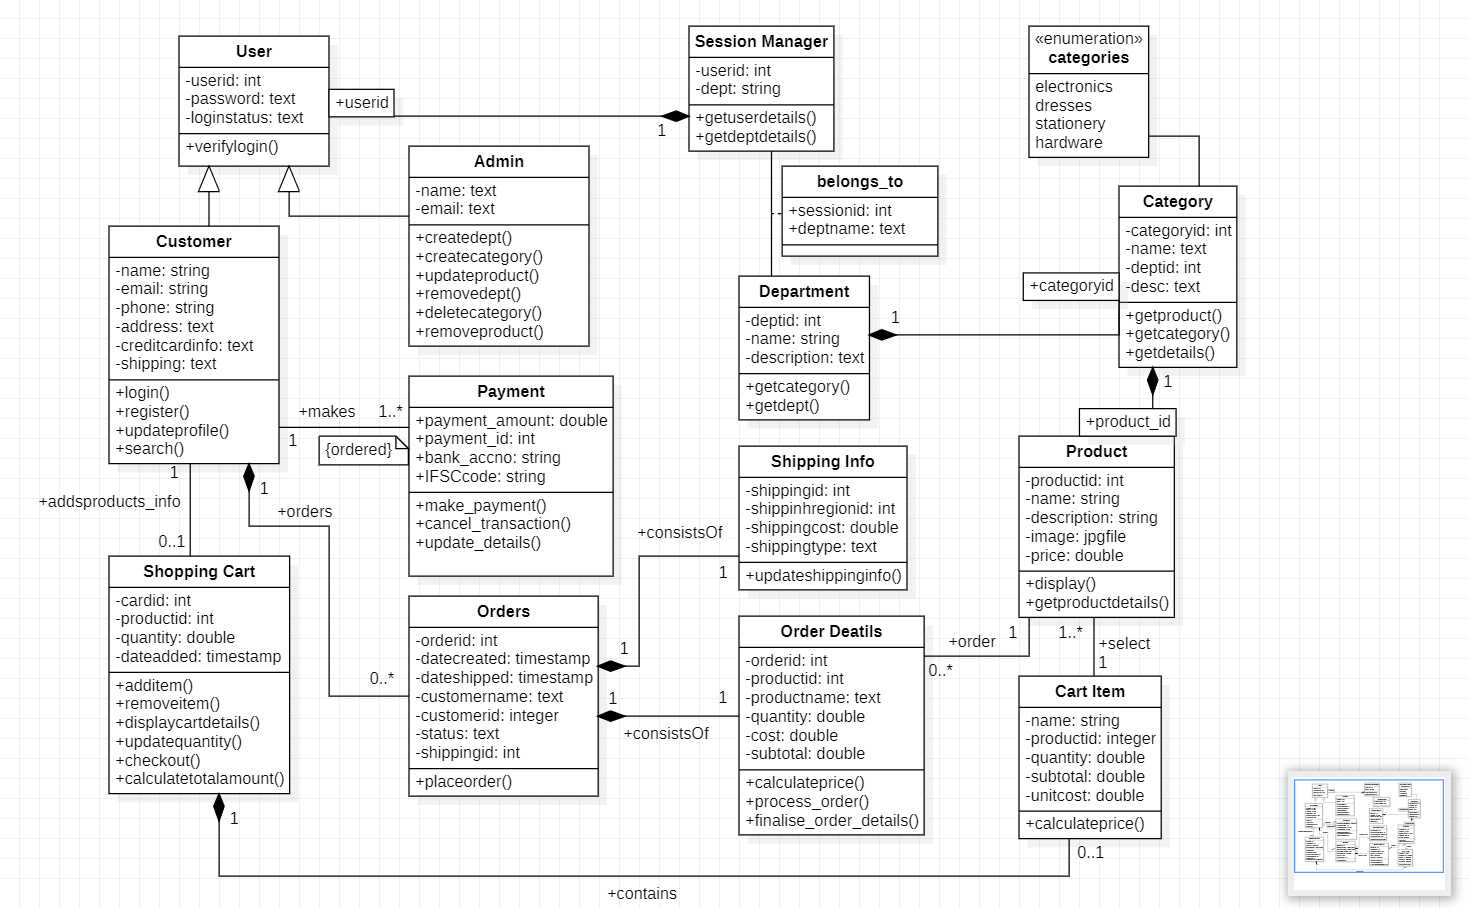 User
-userid: int
-password: text
-loginstatus: text
+verifylogin()
+userid
1
Session Manager
-userid: int
-dept: string
+getuserdetails()
+getdeptdetails()
«enumeration»
categories
electronics
dresses
stationery
hardware
Admin
-name: text
-email: text
+createdept()
+createcategory()
+updateproduct()
+removedept()
+deletecategory()
+removeproduct()
belongs_to
+sessionid: int
+deptname: text
Category
-categoryid: int
-name: text
-deptid: int
-desc: text
+getproduct()
+getcategory()
+getdetails()
+categoryid
1
Customer
-name: string
-email: string
-phone: string
-address: text
-creditcardinfo: text
-shipping: text
+login()
+register()
+updateprofile()
+search()
Department
-deptid: int
-name: string
-description: text
+getcategory()
+getdept()
1
+makes
1..*
1
{ordered}
Payment
+payment_amount: double
+payment_id: int
+bank_accno: string
+IFSCcode: string
+make_payment()
+cancel_transaction()
+update_details()
+product_id
Product
-productid: int
-name: string
-description: string
-image: jpgfile
-price: double
+display()
+getproductdetails()
Shipping Info
-shippingid: int
-shippinhregionid: int
-shippingcost: double
-shippingtype: text
+updateshippinginfo()
1
+addsproducts_info
0..1
1
+orders
0..*
+consistsOf
1
1
Shopping Cart
-cardid: int
-productid: int
-quantity: double
-dateadded: timestamp
+additem()
+removeitem()
+displaycartdetails()
+updatequantity()
+checkout()
+calculatetotalamount()
Orders
-orderid: int
-datecreated: timestamp
-dateshipped: timestamp
-customername: text
-customerid: integer
-status: text
-shippingid: int
+placeorder()
1
1
+consistsOf
Order Deatils
-orderid: int
-productid: int
-productname: text
-quantity: double
-cost: double
-subtotal: double
+calculateprice()
+process_order()
+finalise_order_details()
+order
1
0..*
1..*
+select
1
Cart Item
-name: string
-productid: integer
-quantity: double
-subtotal: double
-unitcost: double
+calculateprice()
1
0..1
+contains